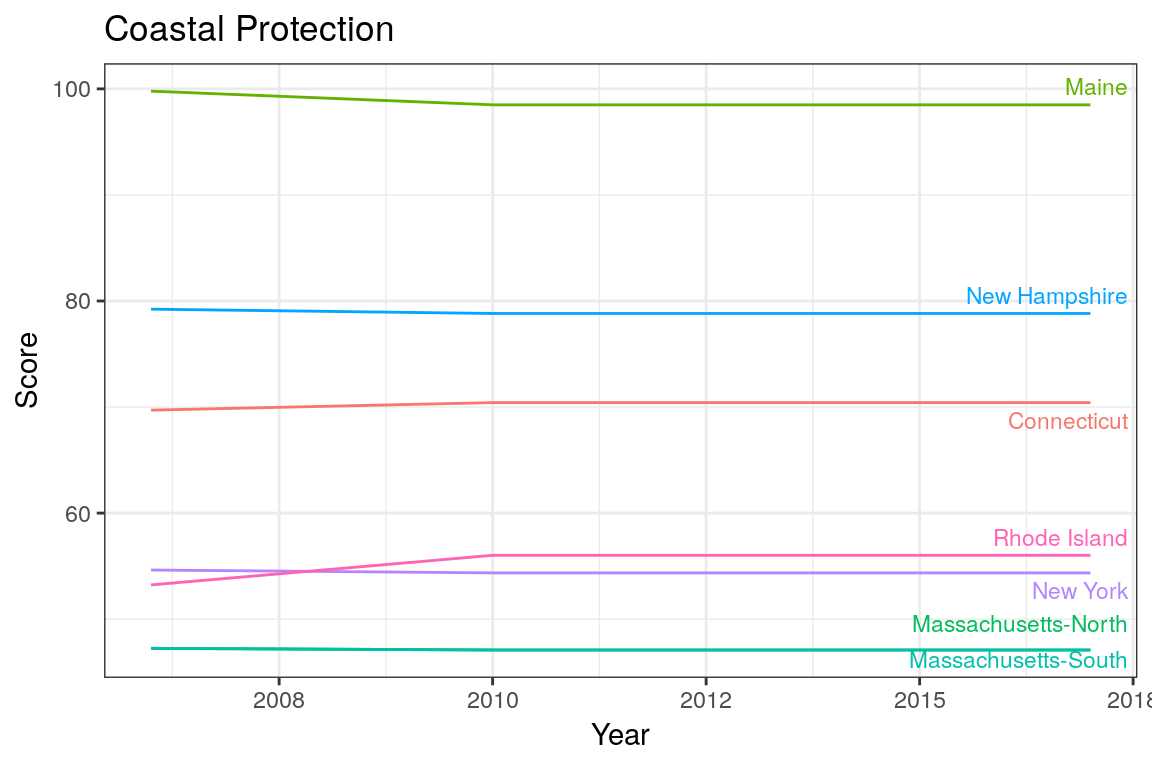 Coastal Protection
100
80
60
Score
Maine
New Hampshire
Connecticut
Rhode Island
New York
Massachusetts-North
Massachusetts-South
2008 2010 2012 2015 2018
Year